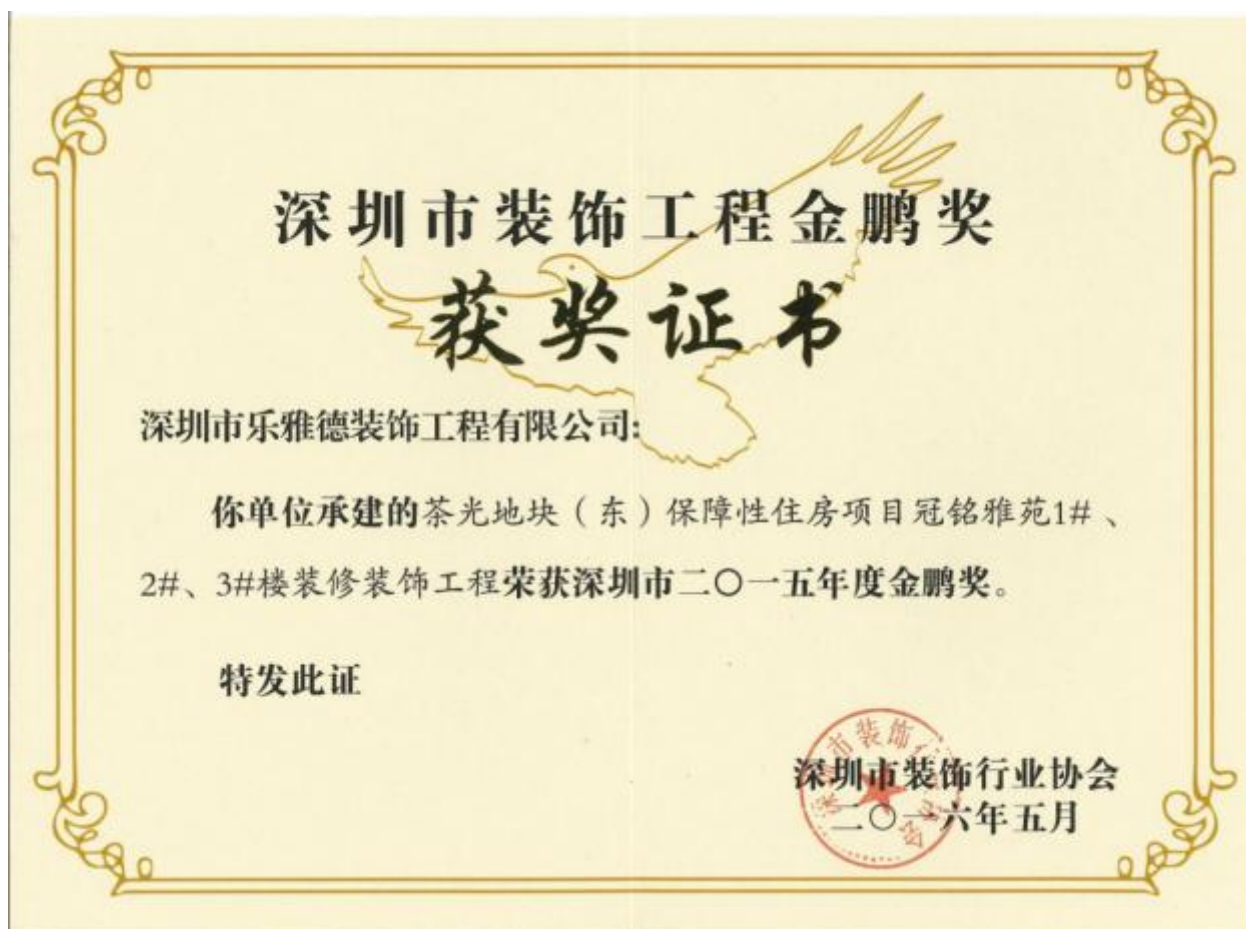 深圳市装饰工程金鹏奖
获奖证书
深圳市乐雅德装饰工程有限公司:
你单位承建的茶光地块（东）保障性住房项目冠铭雅苑1#、
2#、3#楼装修装饰工程荣获深圳市二〇一五年度金鹏奖。
特发此证
深圳市装饰行业协会
二〇一六年五月